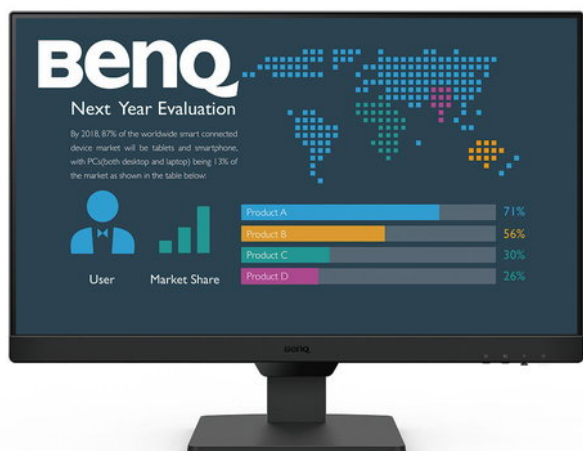 BenQ
Next Year Evaluation
By 2018, 87% of the worldwide smart connected
device market will be tablets and smartphone,
with PCs(both desktop and laptop) being 13% of
the market as shown in the table below:
Product A 71%
Product B 56%
Product C 30%
Product D 26%
User Market Share
BenQ